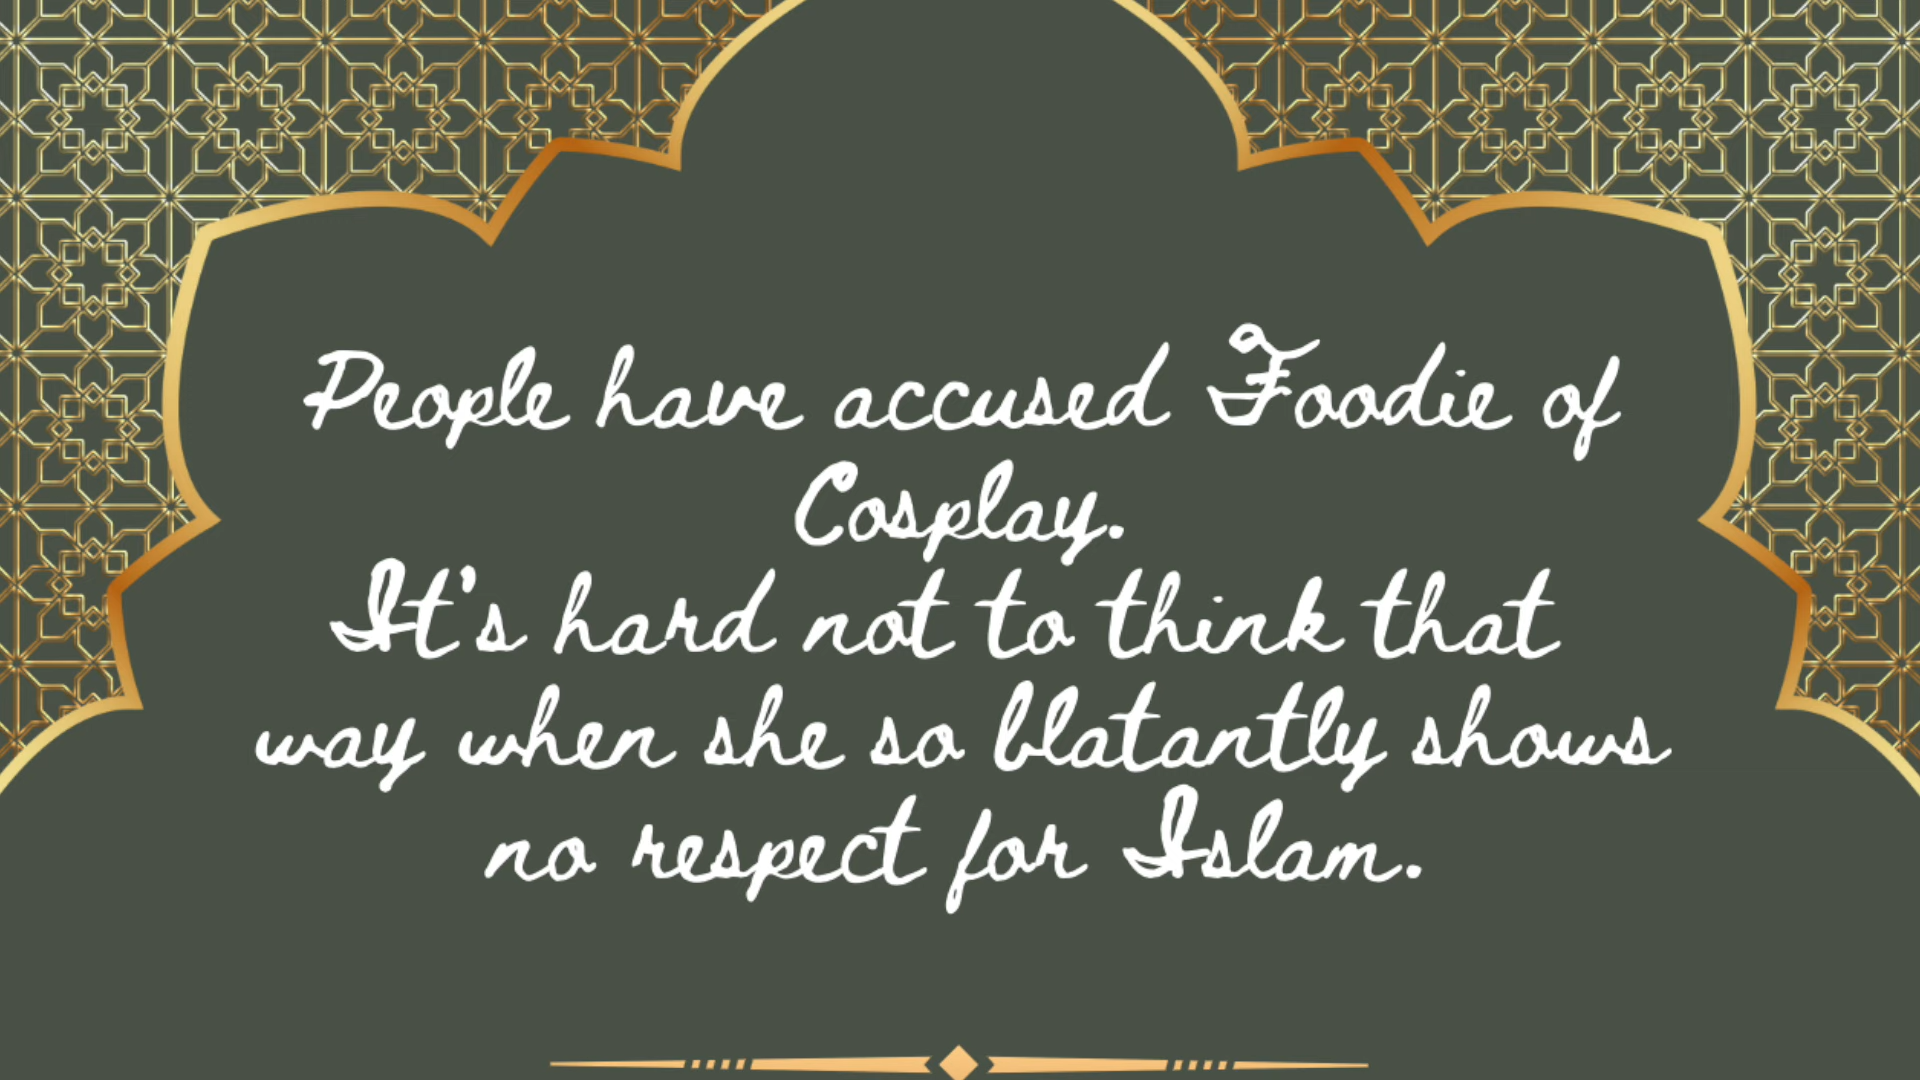 People have accused Foodie of
Cosplay.
It's hard not to think that
way when she so blatantly shows
no respect for Islam.